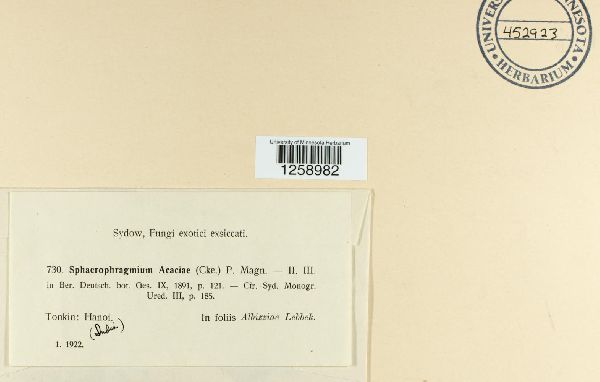 UNIVERSITY MINNESOTA
452923
HERBARIUM
University of Minnesota Herbarium
1258982
Sydow, Fungi exotici exsiccati.
730. Sphaerophragmium Acaciae (Cke.) P. Magn. — II. III.
in Ber. Deutsch. bot. Ges. IX, 1891, p. 121. — Cfr. Syd. Monogr.
Ured. III, p. 185.
Tonkin: Hanoi. In foliis Albizziae Lebbek.
1. 1922.